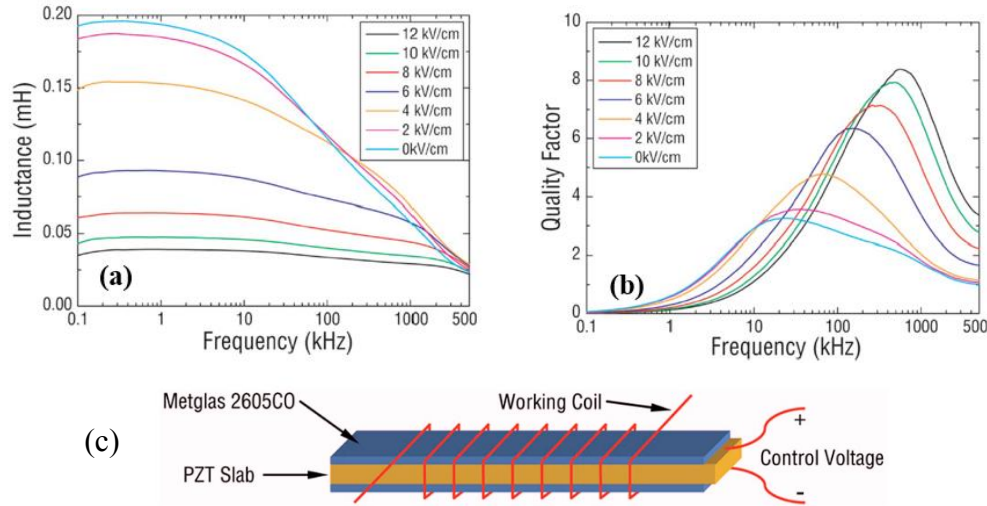 0.20
0.15
0.10
0.05
0.00
Inductance (mH)
12 kV/cm
10 kV/cm
8 kV/cm
6 kV/cm
4 kV/cm
2 kV/cm
0kV/cm
(a)
0.1 1 10 100 1000 500
Frequency (kHz)
10
8
6
4
2
0
Quality Factor
12 kV/cm
10 kV/cm
8 kV/cm
6 kV/cm
4 kV/cm
2 kV/cm
0kV/cm
(b)
0.1 1 10 100 1000 500
Frequency (kHz)
(c)
Metglas 2605CO
PZT Slab
Working Coil
+
Control Voltage
-